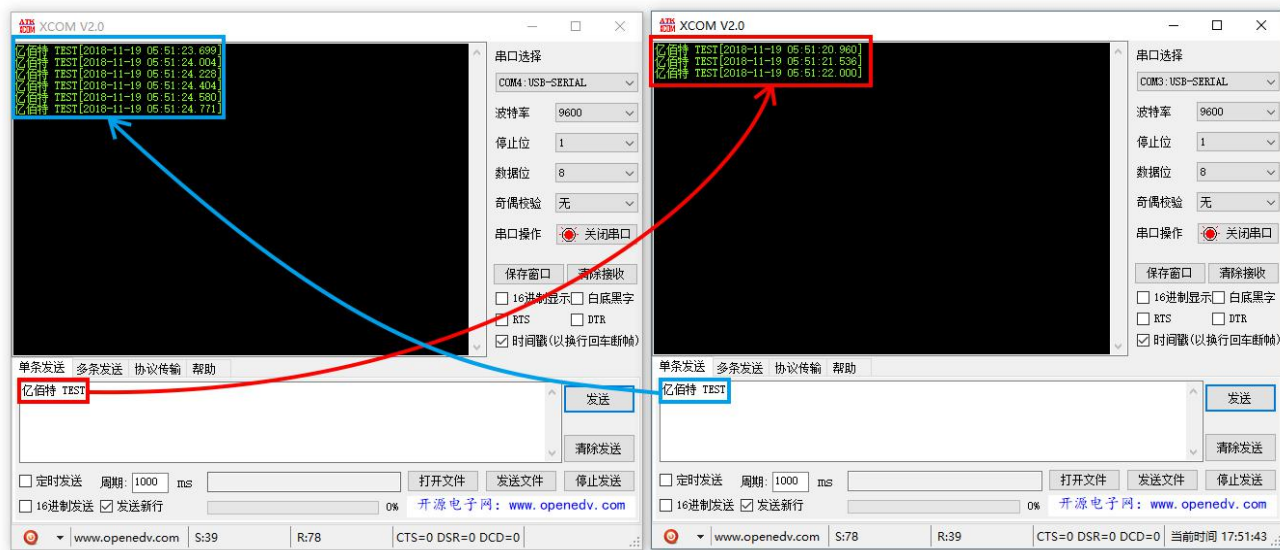 XCOM V2.0
亿佰特 TEST[2018-11-19 05:51:23.699]
亿佰特 TEST[2018-11-19 05:51:24.004]
亿佰特 TEST[2018-11-19 05:51:24.228]
亿佰特 TEST[2018-11-19 05:51:24.404]
亿佰特 TEST[2018-11-19 05:51:24.580]
亿佰特 TEST[2018-11-19 05:51:24.771]
串口选择
COM4:USB-SERIAL
波特率 9600
停止位 1
数据位 8
奇偶校验 无
串口操作 关闭串口
保存窗口 清除接收
16进制显示 白底黑字
RTS DTR
时间戳(以换行回车断帧)
单条发送 多条发送 协议传输 帮助
亿佰特 TEST
发送
清除发送
定时发送 周期: 1000 ms 打开文件 发送文件 停止发送
16进制发送 发送新行 0% 开源电子网：www.openedv.com
www.openedv.com S:39 R:78 CTS=0 DSR=0 DCD=0
XCOM V2.0
亿佰特 TEST[2018-11-19 05:51:20.960]
亿佰特 TEST[2018-11-19 05:51:21.536]
亿佰特 TEST[2018-11-19 05:51:22.000]
串口选择
COM3:USB-SERIAL
波特率 9600
停止位 1
数据位 8
奇偶校验 无
串口操作 关闭串口
保存窗口 清除接收
16进制显示 白底黑字
RTS DTR
时间戳(以换行回车断帧)
单条发送 多条发送 协议传输 帮助
亿佰特 TEST
发送
清除发送
定时发送 周期: 1000 ms 打开文件 发送文件 停止发送
16进制发送 发送新行 0% 开源电子网：www.openedv.com
www.openedv.com S:78 R:39 CTS=0 DSR=0 DCD=0 当前时间 17:51:43